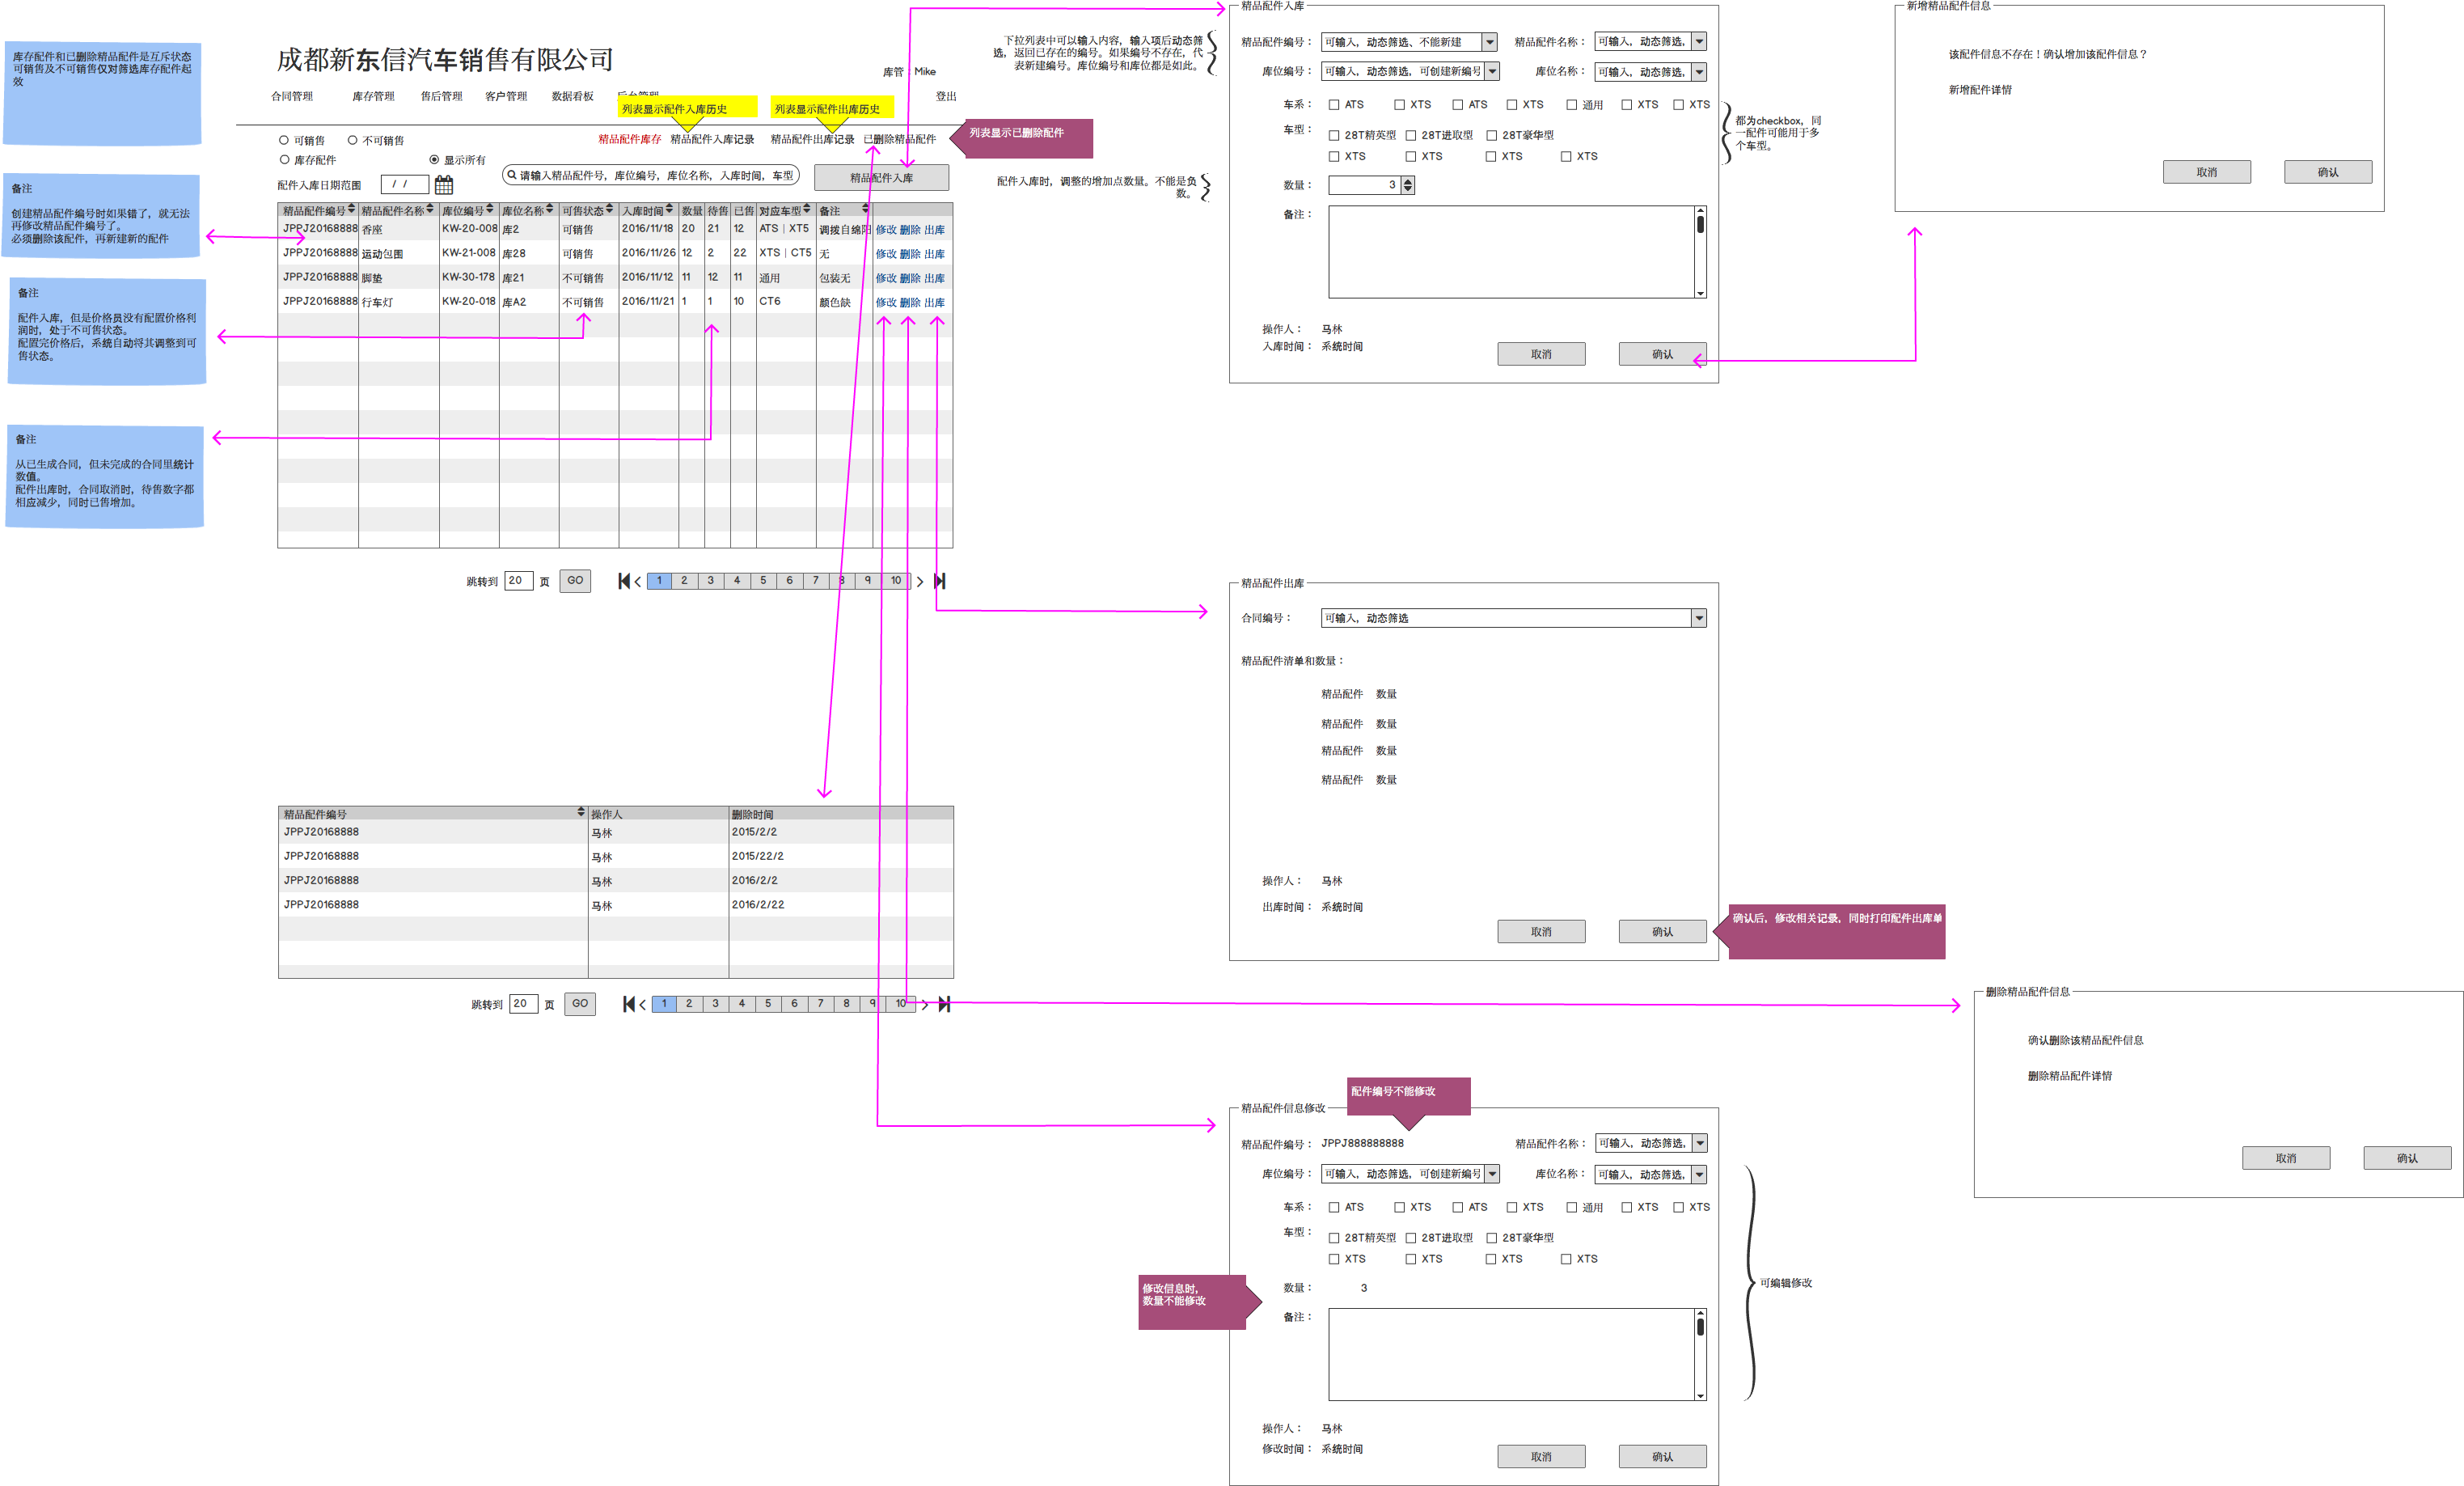 库存配件和已删除精品配件是互斥状态
可销售及不可销售仅对筛选库存配件起
效
备注
创建精品配件编号时如果错了，就无法
再修改精品配件编号了。
必须删除该配件，再新建新的配件
备注
配件入库，但是价格员没有配置价格利
润时，处于不可售状态。
配置完价格后，系统自动将其调整到可
售状态。
备注
从已生成合同，但未完成的合同里统计
数值。
配件出库时，合同取消时，待售数字都
相应减少，同时已售增加。
成都新东信汽车销售有限公司
库管 Mike
合同管理 库存管理 售后管理 客户管理 数据看板 后台管理 登出
列表显示配件入库历史
列表显示配件出库历史
可销售 不可销售
精品配件库存 精品配件入库记录 精品配件出库记录 已删除精品配件
列表显示已删除配件
库存配件 显示所有
配件入库日期范围 / /
请输入精品配件号，库位编号，库位名称，入库时间，车型
精品配件入库
精品配件编号 精品配件名称 库位编号 库位名称 可售状态 入库时间 数量 待售 已售 对应车型 备注
JPPJ20168888 香座 KW-20-008 库2 可销售 2016/11/18 20 21 12 ATS | XT5 调拨自绵阳 修改 删除 出库
JPPJ20168888 运动包围 KW-21-008 库28 可销售 2016/11/26 12 2 22 XTS | CT5 无 修改 删除 出库
JPPJ20168888 脚垫 KW-30-178 库21 不可销售 2016/11/12 11 12 11 通用 包装无 修改 删除 出库
JPPJ20168888 行车灯 KW-20-018 库A2 不可销售 2016/11/21 1 1 10 CT6 颜色缺 修改 删除 出库
跳转到 20 页 GO < 1 2 3 4 5 6 7 8 9 10 >
精品配件编号 操作人 删除时间
JPPJ20168888 马林 2015/2/2
JPPJ20168888 马林 2015/22/2
JPPJ20168888 马林 2016/2/2
JPPJ20168888 马林 2016/2/22
跳转到 20 页 GO < 1 2 3 4 5 6 7 8 9 10 >
下拉列表中可以输入内容，输入项后动态筛
选，返回已存在的编号。如果编号不存在，代
表新建编号。库位编号和库位都是如此。
配件入库时，调整的增加点数量。不能是负
数。
精品配件入库
精品配件编号： 可输入，动态筛选、不能新建 精品配件名称： 可输入，动态筛选,
库位编号： 可输入，动态筛选，可创建新编号 库位名称： 可输入，动态筛选,
车系： ATS XTS ATS XTS 通用 XTS XTS
车型： 28T精英型 28T进取型 28T豪华型
XTS XTS XTS XTS
都为checkbox，同
一配件可能用于多
个车型。
数量： 3
备注：
操作人： 马林
入库时间： 系统时间
取消 确认
新增精品配件信息
该配件信息不存在！确认增加该配件信息？
新增配件详情
取消 确认
精品配件出库
合同编号： 可输入，动态筛选
精品配件清单和数量：
精品配件 数量
精品配件 数量
精品配件 数量
精品配件 数量
操作人： 马林
出库时间： 系统时间
取消 确认
确认后，修改相关记录，同时打印配件出库单
删除精品配件信息
确认删除该精品配件信息
删除精品配件详情
取消 确认
配件编号不能修改
精品配件信息修改
精品配件编号： JPPJ888888888 精品配件名称： 可输入，动态筛选,
库位编号： 可输入，动态筛选，可创建新编号 库位名称： 可输入，动态筛选,
车系： ATS XTS ATS XTS 通用 XTS XTS
车型： 28T精英型 28T进取型 28T豪华型
XTS XTS XTS XTS
可编辑修改
修改信息时，
数量不能修改
数量： 3
备注：
操作人： 马林
修改时间： 系统时间
取消 确认